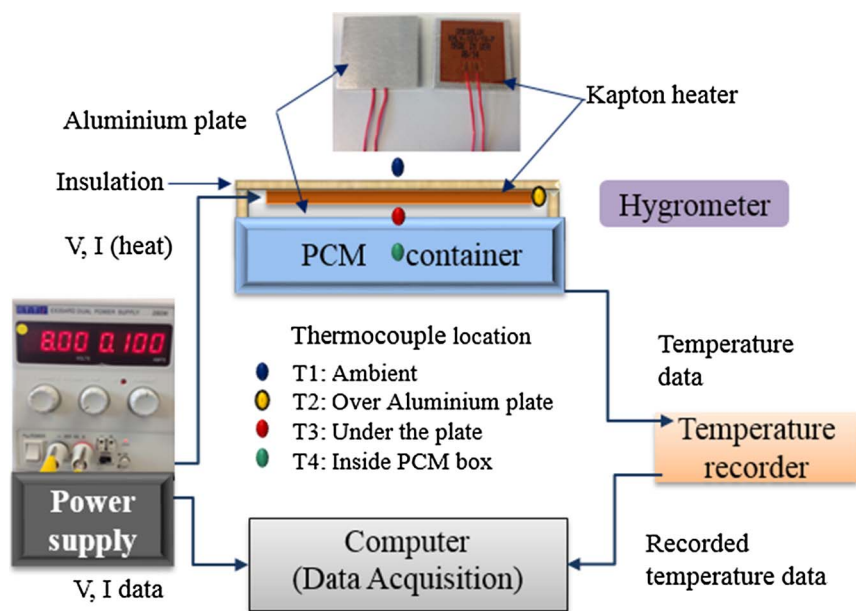 Aluminium plate
Kapton heater
Insulation
Hygrometer
V, I (heat)
PCM container
8.00 0.100
VOLTS
Thermocouple location
T1: Ambient
T2: Over Aluminium plate
T3: Under the plate
T4: Inside PCM box
Temperature
data
Temperature
recorder
Power
supply
Computer
(Data Acquisition)
V, I data
Recorded
temperature data